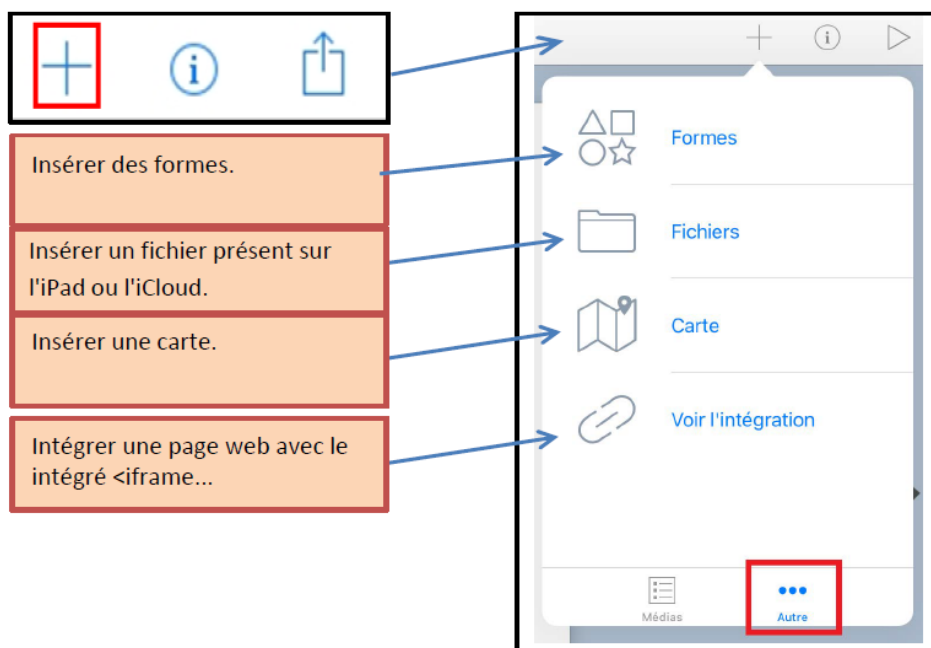 Insérer des formes.
Insérer un fichier présent sur
l'iPad ou l'iCloud.
Insérer une carte.
Intégrer une page web avec le
intégré <iframe...
Formes
Fichiers
Carte
Voir l'intégration
Médias
Autre